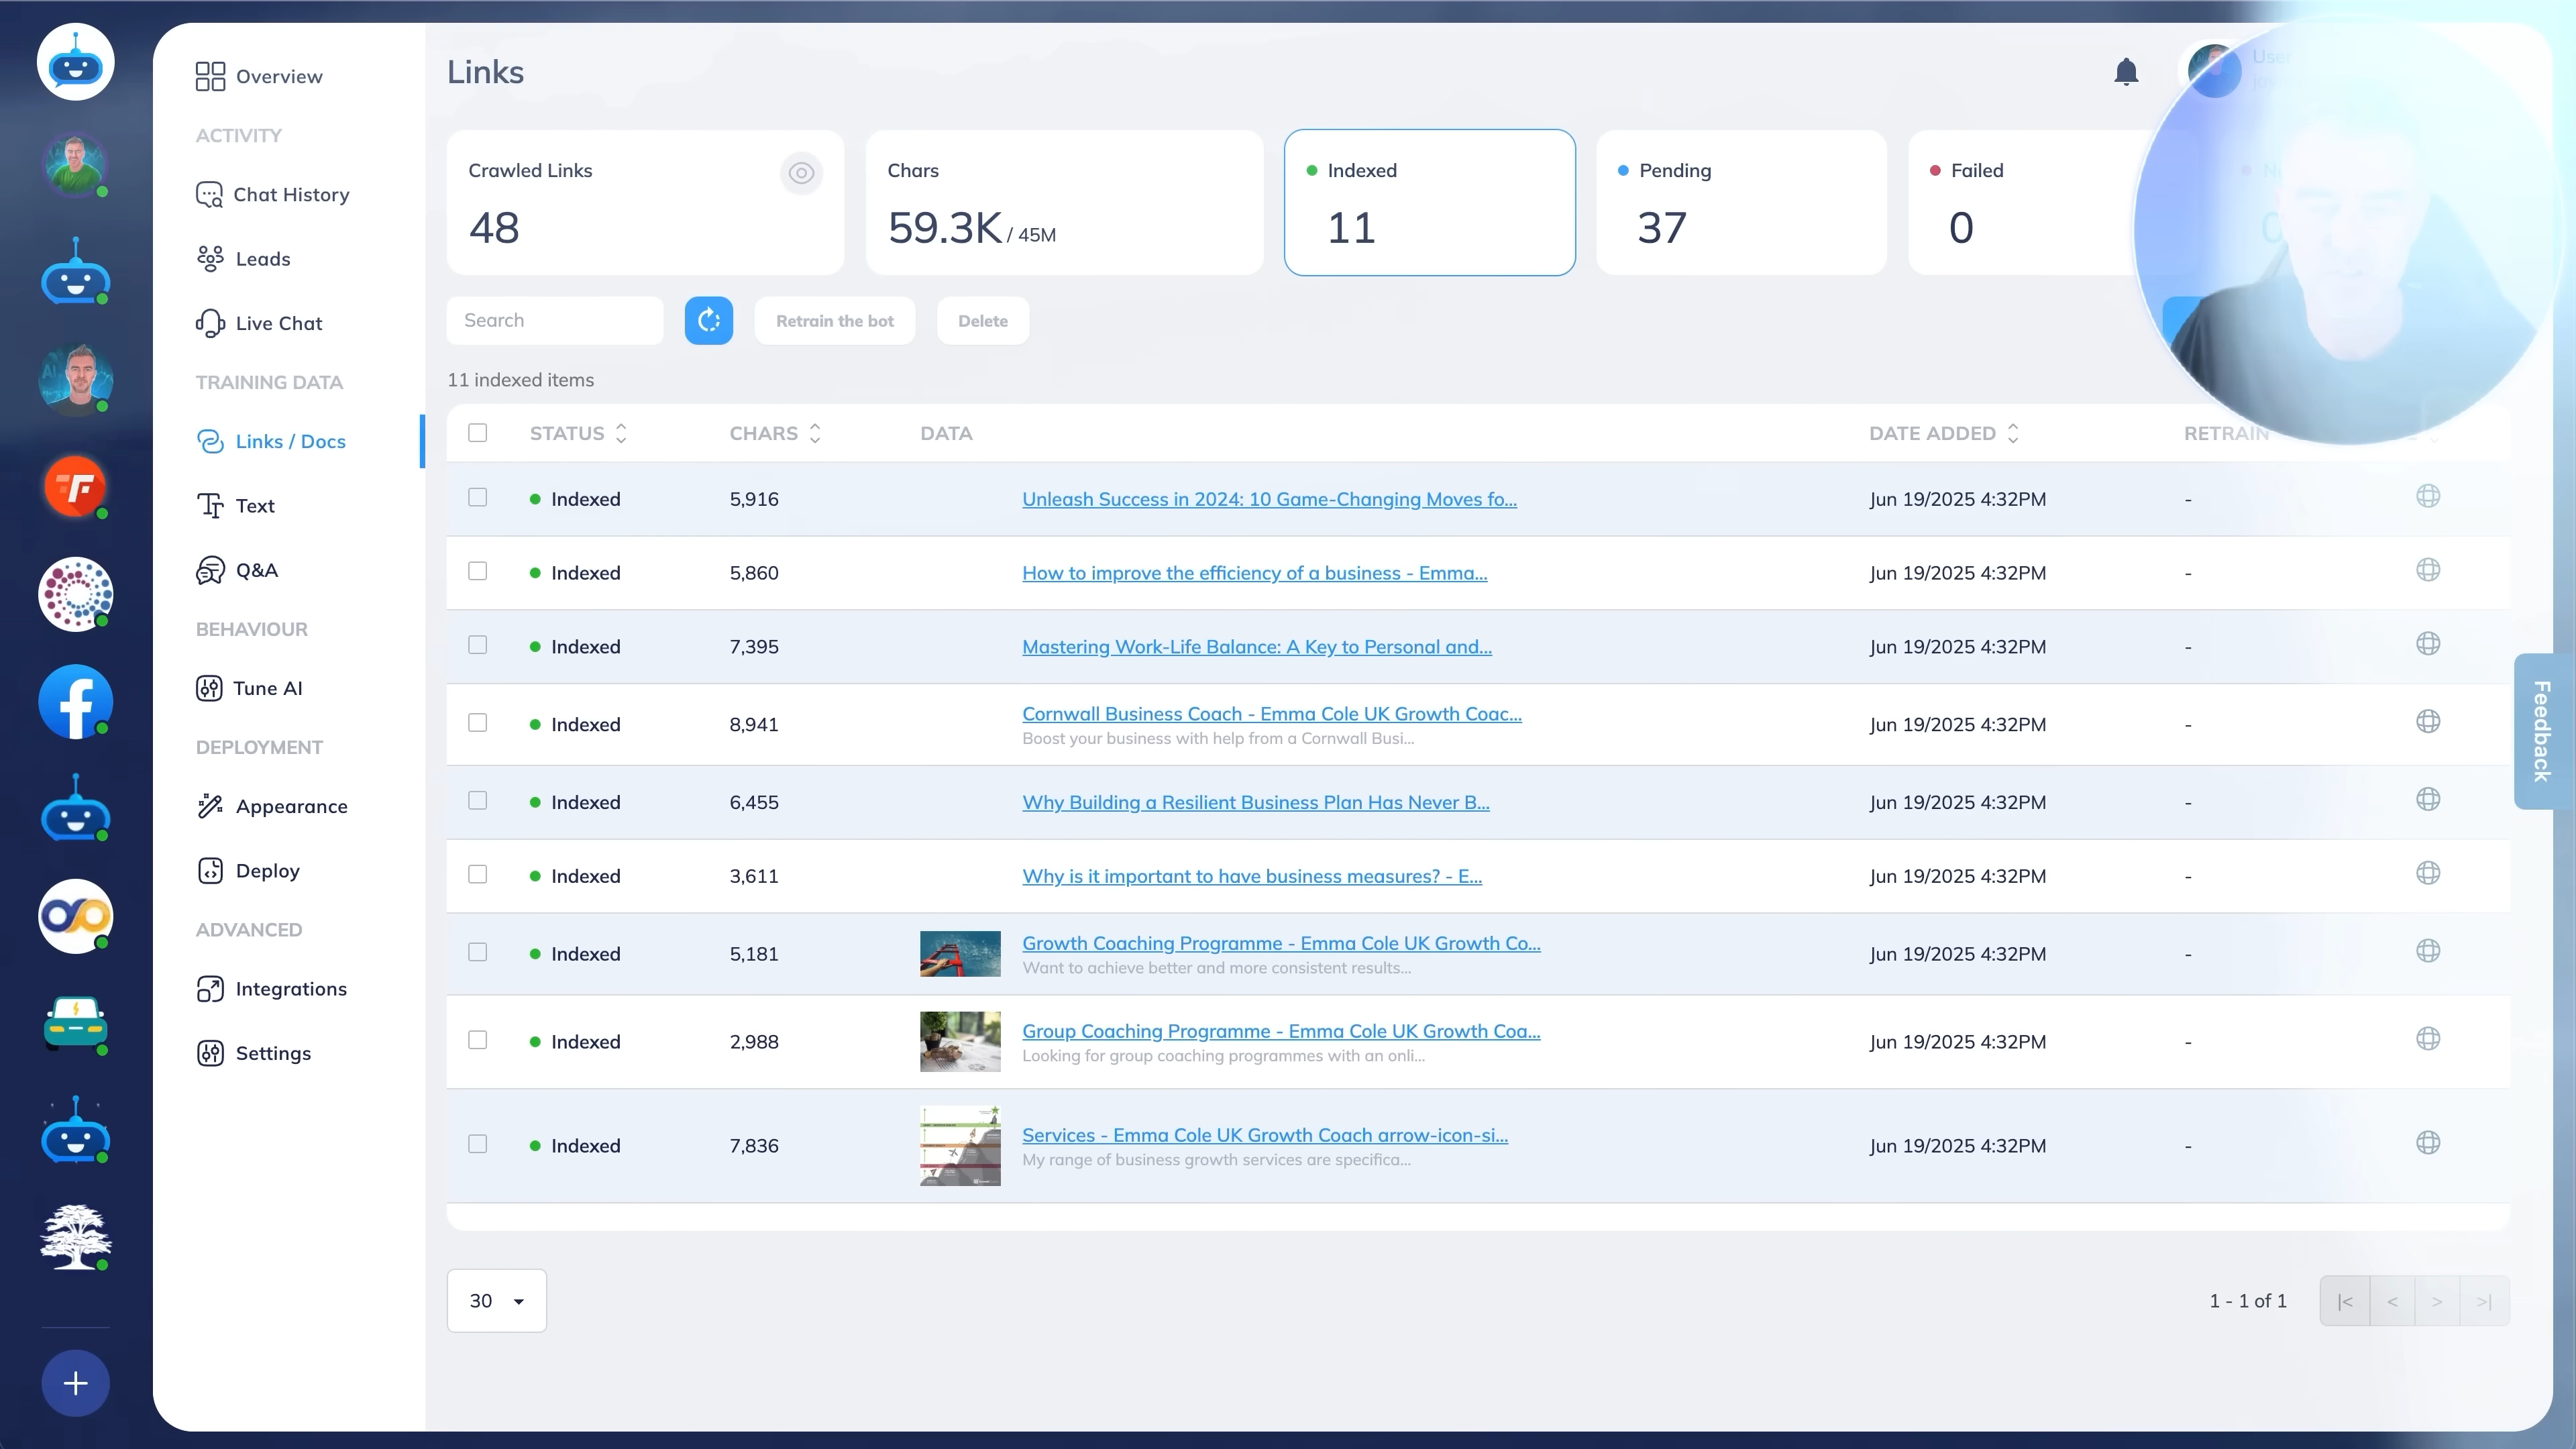 Links
User
Overview
ACTIVITY
Chat History
Leads
Live Chat
TRAINING DATA
Links / Docs
Text
Q&A
BEHAVIOUR
Tune AI
DEPLOYMENT
Appearance
Deploy
ADVANCED
Integrations
Settings
Crawled Links
48
Chars
59.3K / 45M
Indexed
11
Pending
37
Failed
0
0
Search
Retrain the bot
Delete
11 indexed items
STATUS CHARS DATA DATE ADDED RETRAIN
Indexed 5,916 Unleash Success in 2024: 10 Game-Changing Moves fo... Jun 19/2025 4:32PM -
Indexed 5,860 How to improve the efficiency of a business - Emma... Jun 19/2025 4:32PM -
Indexed 7,395 Mastering Work-Life Balance: A Key to Personal and... Jun 19/2025 4:32PM -
Indexed 8,941 Cornwall Business Coach - Emma Cole UK Growth Coac... Jun 19/2025 4:32PM -
Boost your business with help from a Cornwall Busi...
Indexed 6,455 Why Building a Resilient Business Plan Has Never B... Jun 19/2025 4:32PM -
Indexed 3,611 Why is it important to have business measures? - E... Jun 19/2025 4:32PM -
Indexed 5,181 Growth Coaching Programme - Emma Cole UK Growth Co... Jun 19/2025 4:32PM -
Want to achieve better and more consistent results...
Indexed 2,988 Group Coaching Programme - Emma Cole UK Growth Coa... Jun 19/2025 4:32PM -
Looking for group coaching programmes with an onli...
Indexed 7,836 Services - Emma Cole UK Growth Coach arrow-icon-si... Jun 19/2025 4:32PM -
My range of business growth services are specifica...
30
1 - 1 of 1 |< < > >|
Feedback